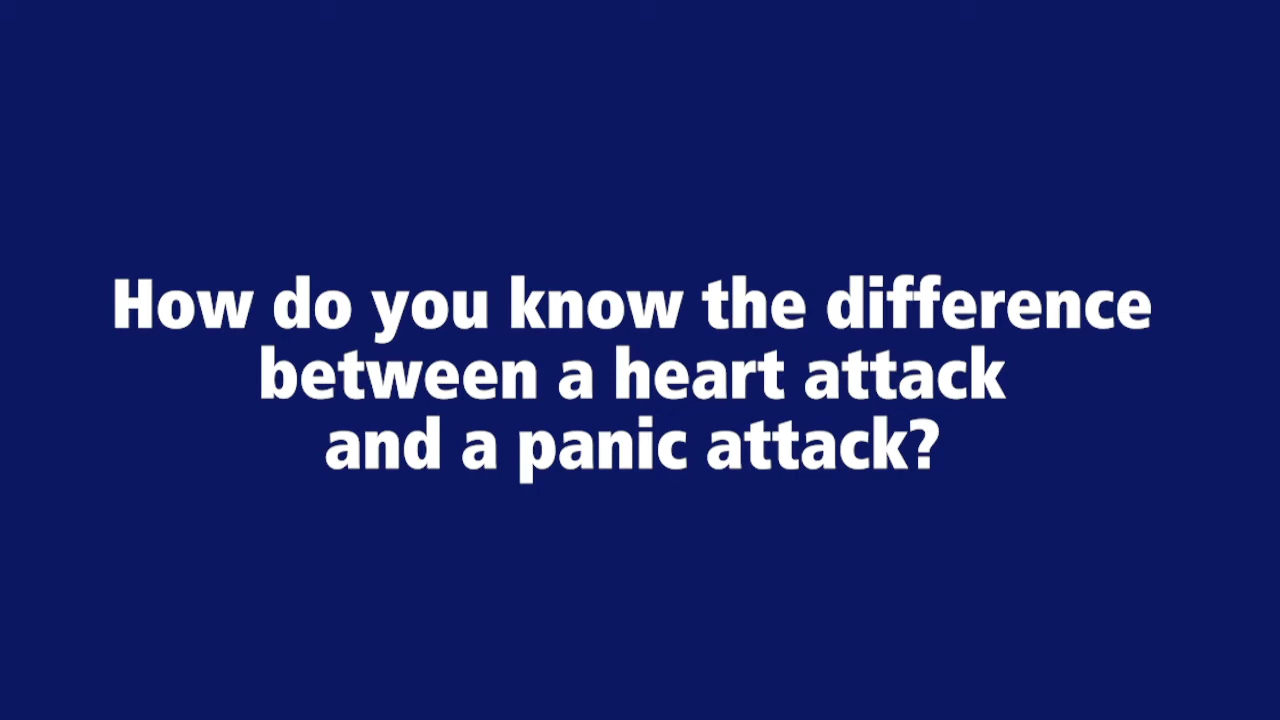 How do you know the difference
between a heart attack
and a panic attack?